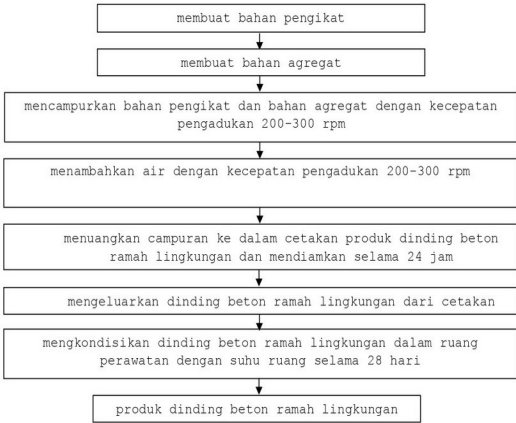 membuat bahan pengikat
membuat bahan agregat
mencampurkan bahan pengikat dan bahan agregat dengan kecepatan
pengadukan 200-300 rpm
menambahkan air dengan kecepatan pengadukan 200-300 rpm
menuangkan campuran ke dalam cetakan produk dinding beton
ramah lingkungan dan mendiamkan selama 24 jam
mengeluarkan dinding beton ramah lingkungan dari cetakan
mengkondisikan dinding beton ramah lingkungan dalam ruang
perawatan dengan suhu ruang selama 28 hari
produk dinding beton ramah lingkungan